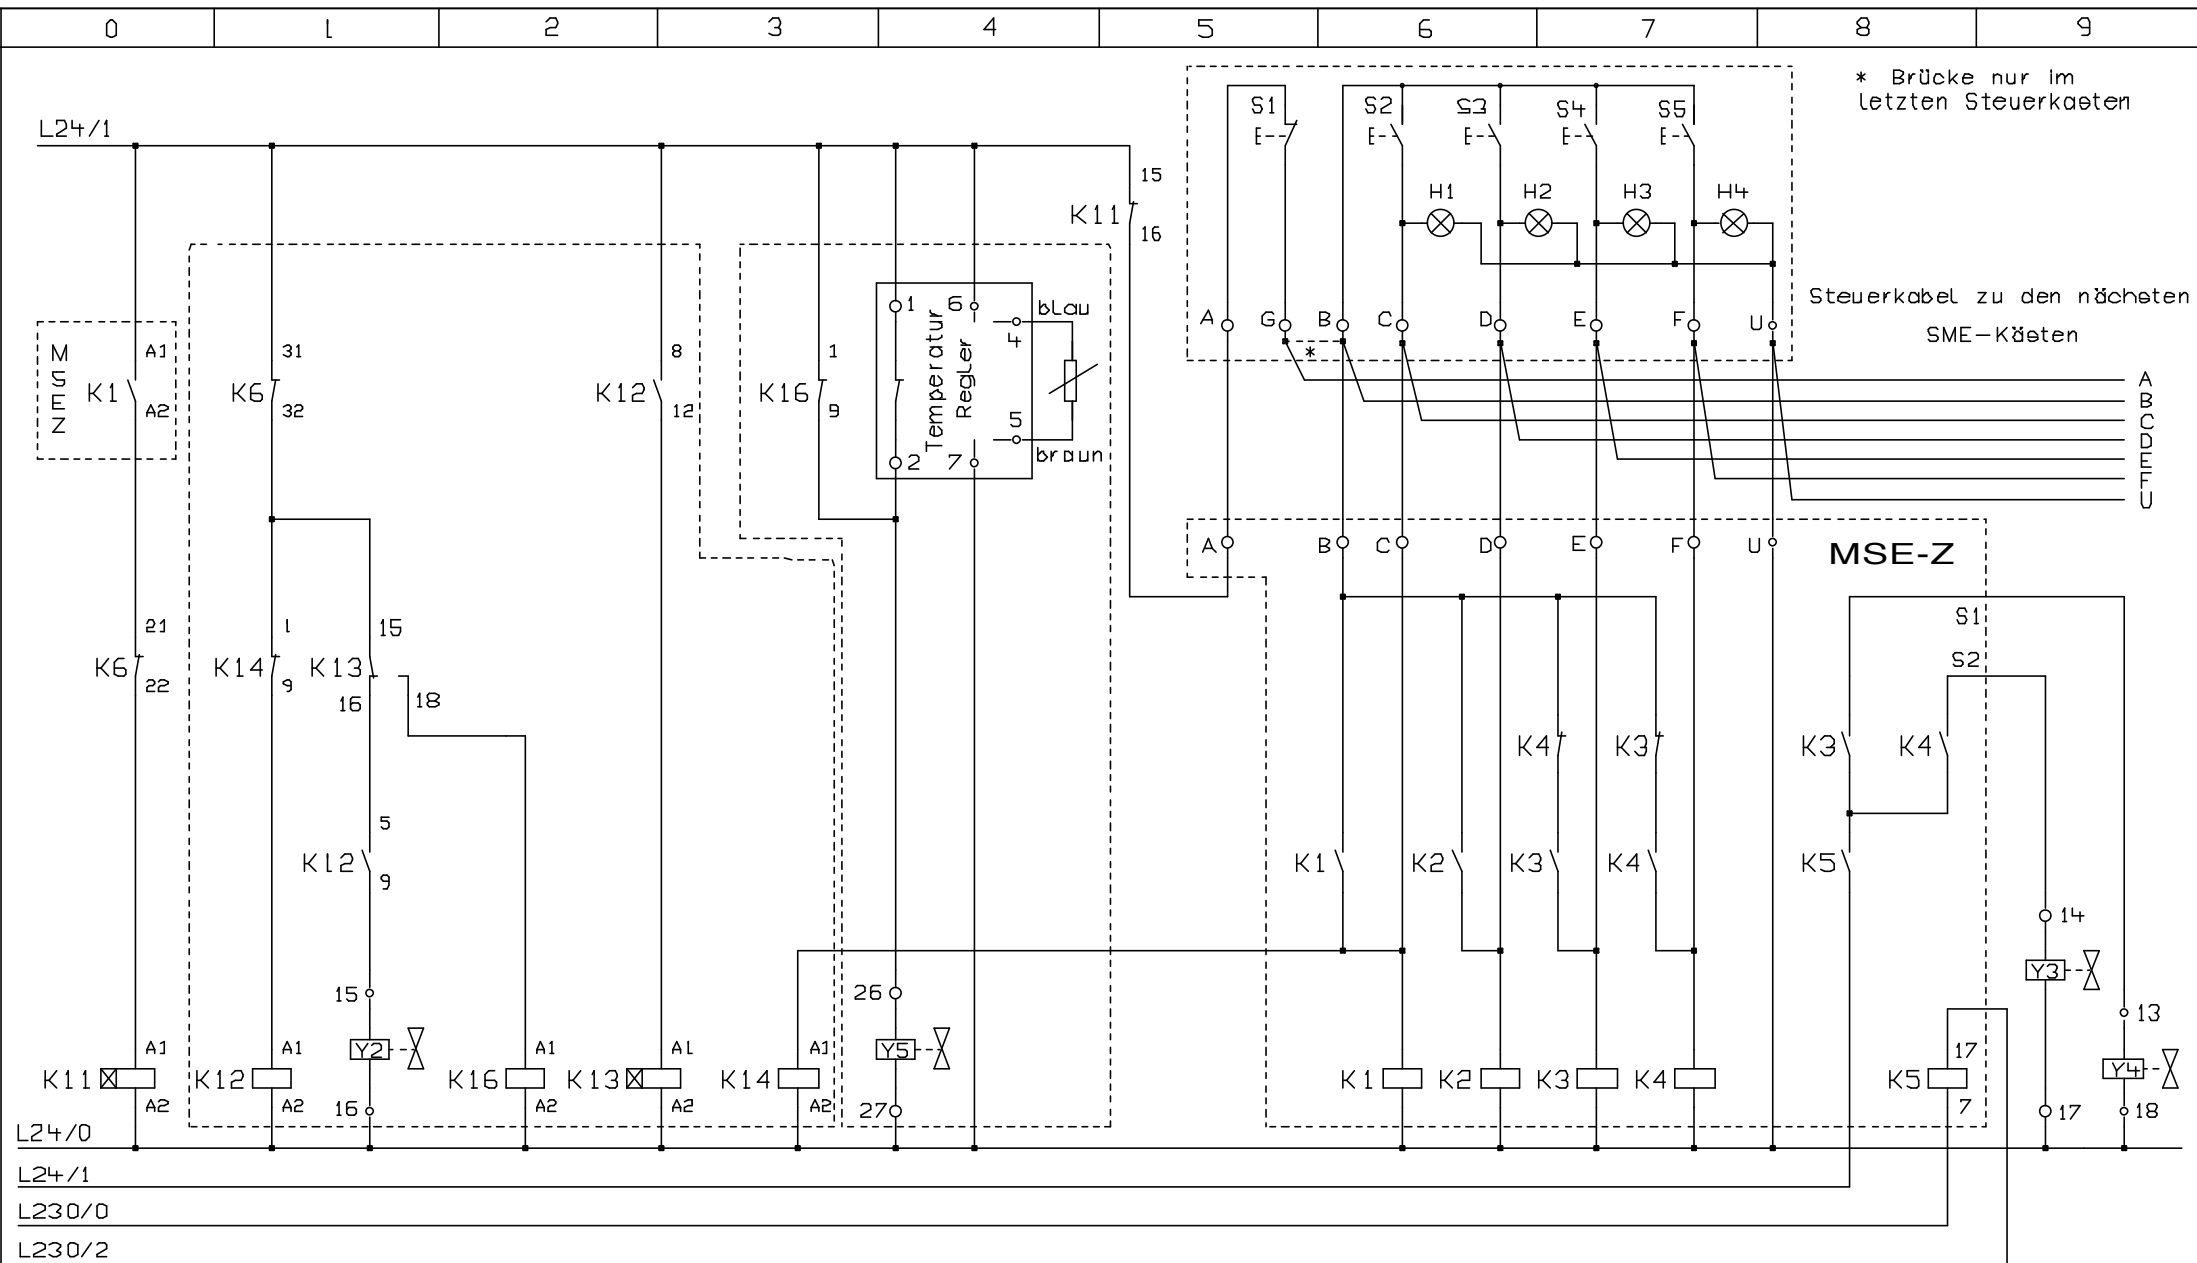 0 1 2 3 4 5 6 7 8 9
* Brücke nur im
letzten Steuerkasten
L24/1
S1 S2 S3 S4 S5
H1 H2 H3 H4
15
K11
16
Steuerkabel zu den nächsten
SME-Kästen
A G B C D E F U
*
MSEZ
A1
K1
A2
31
K6
32
8
K12
12
1
K16
9
1 6
Temperatur
Regler
2 7
blau
4
5
braun
A
B
C
D
E
F
U
A B C D E F U
MSE-Z
21
K6
22
1
K14
9
15
K13
16 18
S1
S2
K4 K3 K3 K4
5
K12
9
K1 K2 K3 K4 K5
14
Y3
17
13
Y4
18
15
Y2
16
26
Y5
27
A1 A1 A1 A1 A1 17
K11 K12 K16 K13 K14 K1 K2 K3 K4 K5
A2 A2 A2 A2 A2 7
L24/0
L24/1
L230/0
L230/2